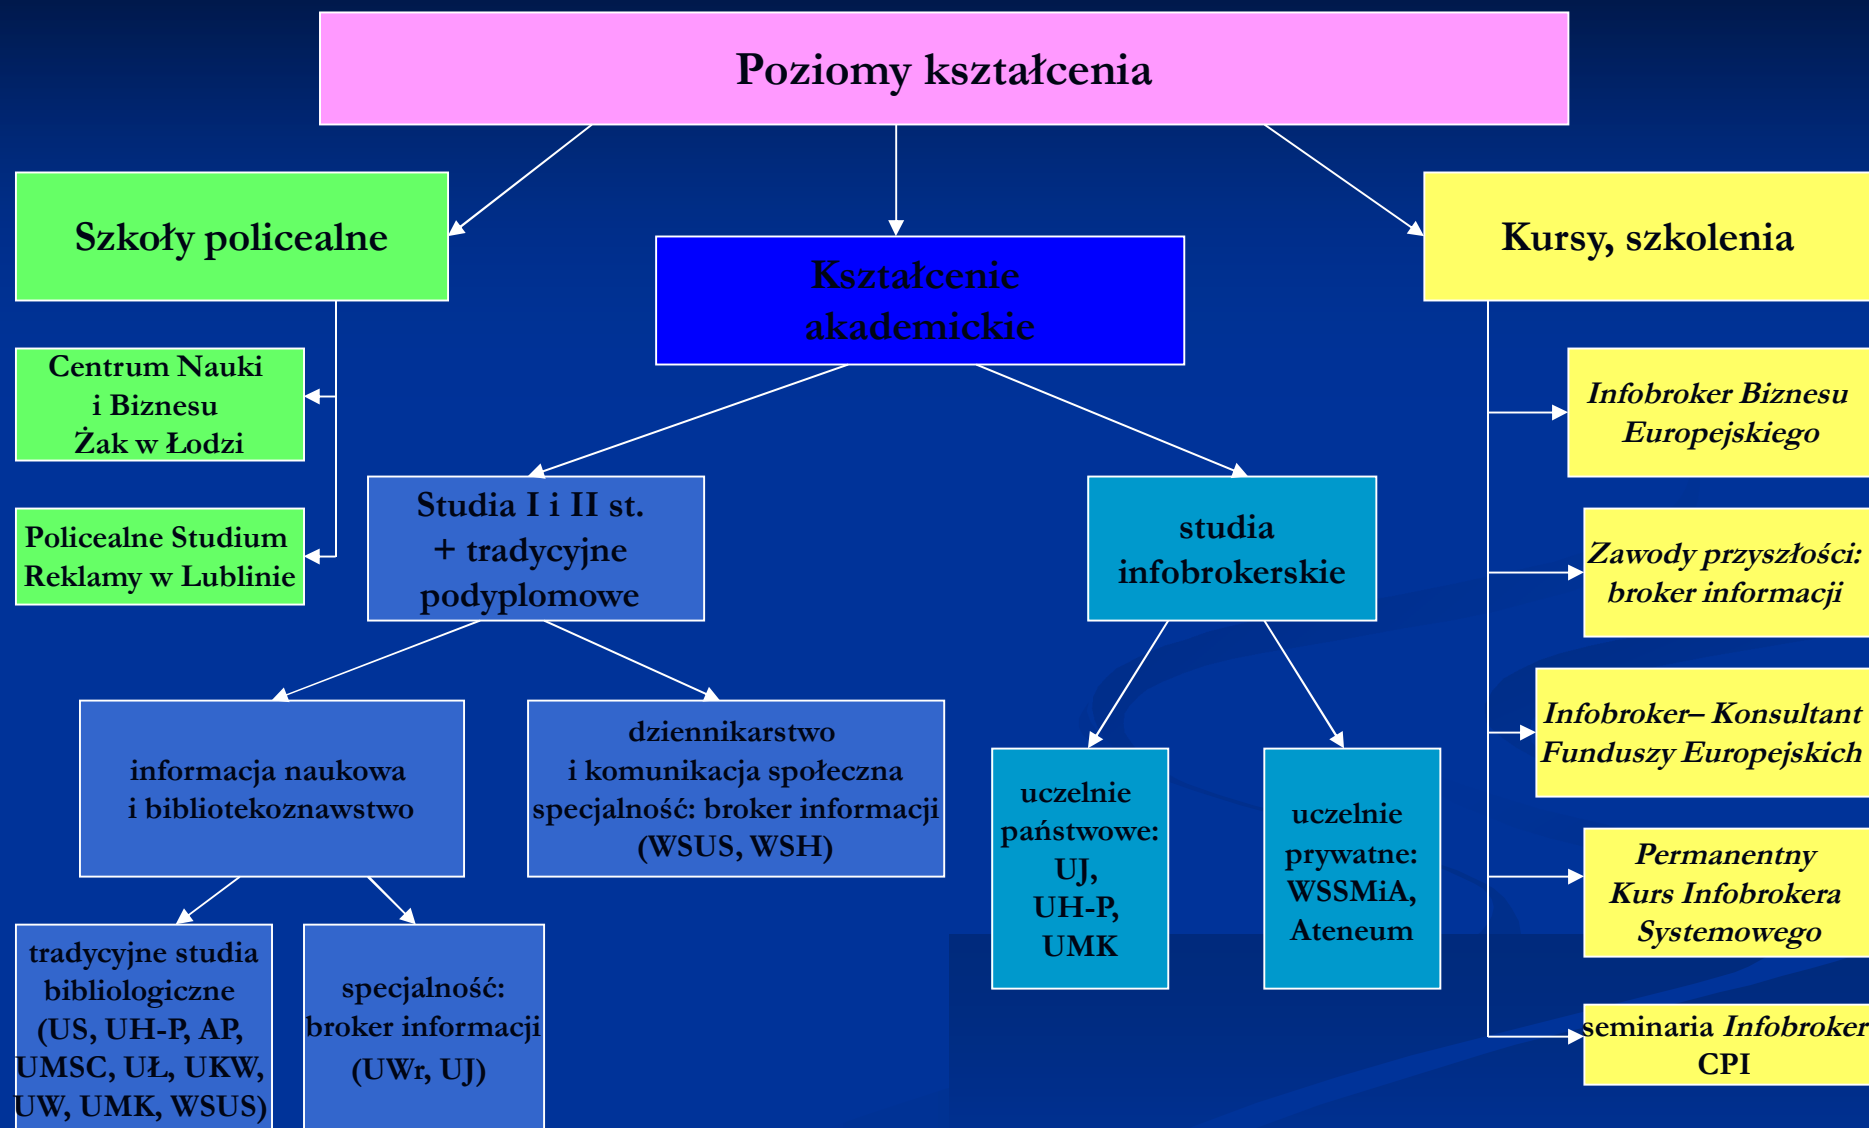 Poziomy kształcenia
Szkoły policealne
Centrum Nauki
i Biznesu
Żak w Łodzi
Policealne Studium
Reklamy w Lublinie
Kształcenie
akademickie
Studia I i II st.
+ tradycyjne
podyplomowe
informacja naukowa
i bibliotekoznawstwo
tradycyjne studia
bibliologiczne
(US, UH-P, AP,
UMSC, UŁ, UKW,
UW, UMK, WSUS)
specjalność:
broker informacji
(UWr, UJ)
dziennikarstwo
i komunikacja społeczna
specjalność: broker informacji
(WSUS, WSH)
studia
infobrokerskie
uczelnie
państwowe:
UJ,
UH-P,
UMK
uczelnie
prywatne:
WSSMiA,
Ateneum
Kursy, szkolenia
Infobroker Biznesu
Europejskiego
Zawody przyszłości:
broker informacji
Infobroker– Konsultant
Funduszy Europejskich
Permanentny
Kurs Infobrokera
Systemowego
seminaria Infobroker
CPI